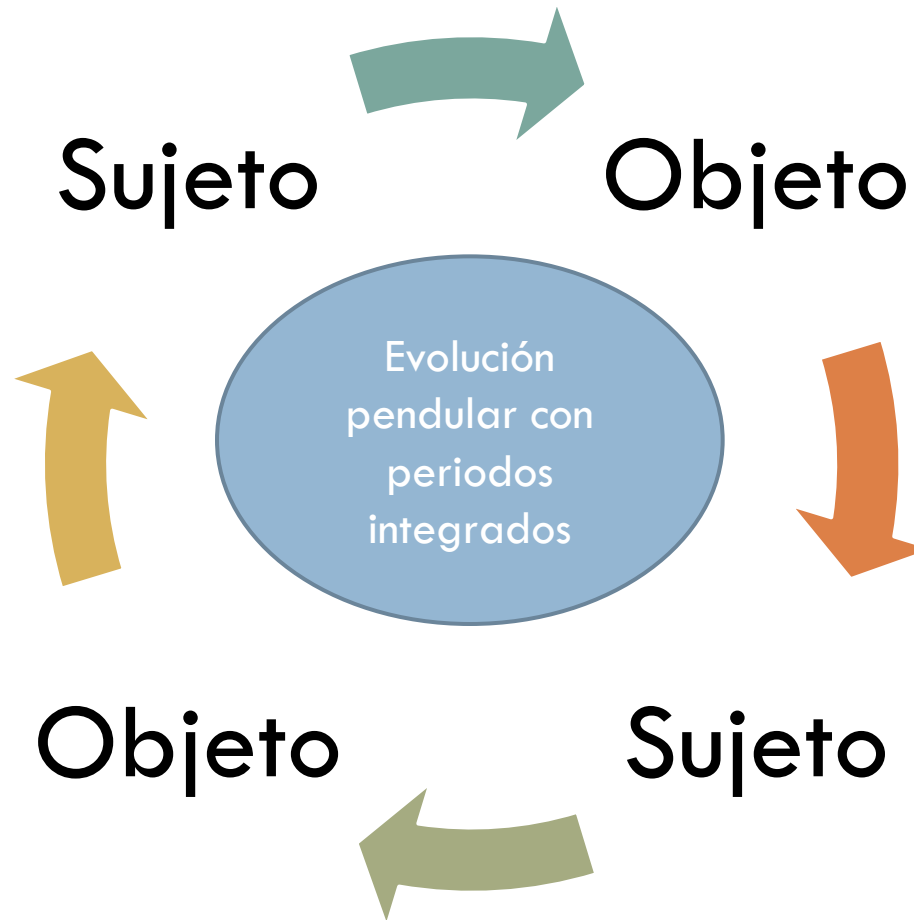 Sujeto
Objeto
Evolución
pendular con
periodos
integrados
Objeto
Sujeto